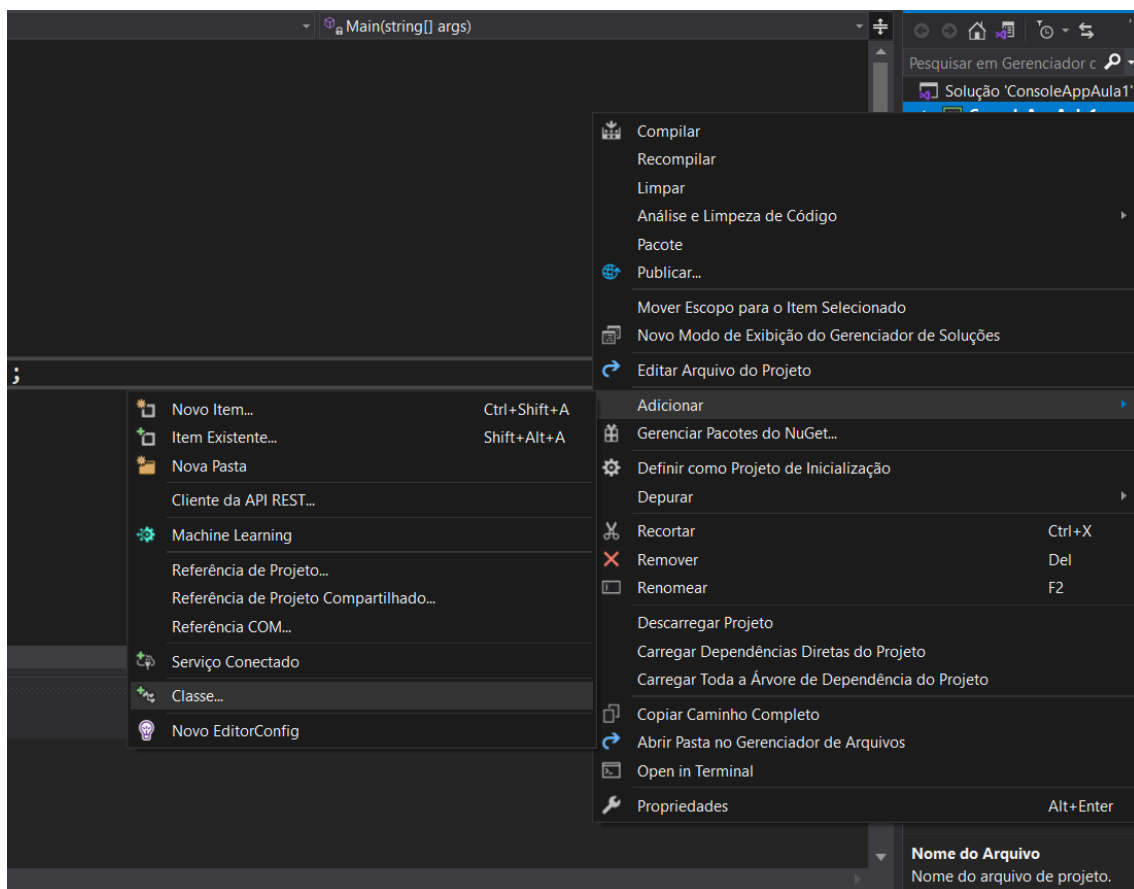 Main(string[] args)
Pesquisar em Gerenciador c
Solução 'ConsoleAppAula1'
;
Compilar
Recompilar
Limpar
Análise e Limpeza de Código
Pacote
Publicar...
Mover Escopo para o Item Selecionado
Novo Modo de Exibição do Gerenciador de Soluções
Editar Arquivo do Projeto
Adicionar
Gerenciar Pacotes do NuGet...
Definir como Projeto de Inicialização
Depurar
Recortar Ctrl+X
Remover Del
Renomear F2
Descarregar Projeto
Carregar Dependências Diretas do Projeto
Carregar Toda a Árvore de Dependência do Projeto
Copiar Caminho Completo
Abrir Pasta no Gerenciador de Arquivos
Open in Terminal
Propriedades Alt+Enter
Novo Item... Ctrl+Shift+A
Item Existente... Shift+Alt+A
Nova Pasta
Cliente da API REST...
Machine Learning
Referência de Projeto...
Referência de Projeto Compartilhado...
Referência COM...
Serviço Conectado
Classe...
Novo EditorConfig
Nome do Arquivo
Nome do arquivo de projeto.